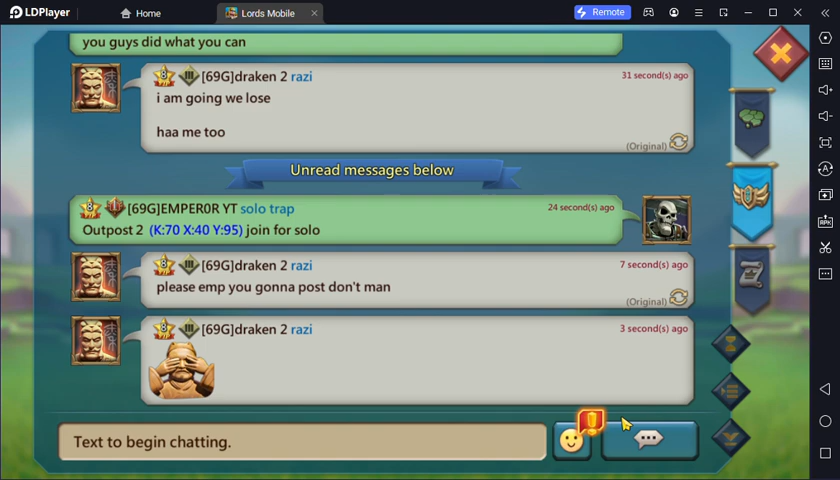 LDPlayer
Home
Lords Mobile
Remote
you guys did what you can
[69G]draken 2 razi
31 second(s) ago
i am going we lose
haa me too
(Original)
Unread messages below
[69G]EMPER0R YT solo trap
24 second(s) ago
Outpost 2 (K:70 X:40 Y:95) join for solo
[69G]draken 2 razi
7 second(s) ago
please emp you gonna post don't man
(Original)
[69G]draken 2 razi
3 second(s) ago
Text to begin chatting.